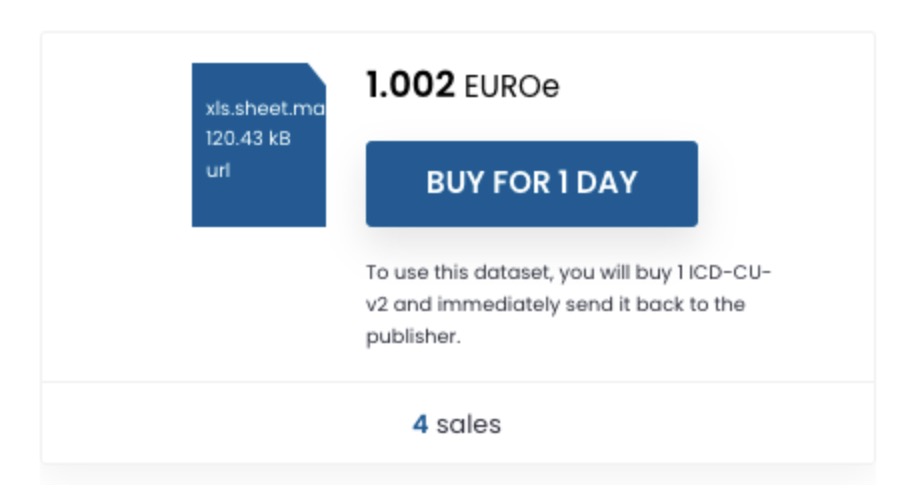 xls.sheet.ma
120.43 kB
url
1.002 EUROe
BUY FOR 1 DAY
To use this dataset, you will buy 1 ICD-CU-
v2 and immediately send it back to the
publisher.
4 sales